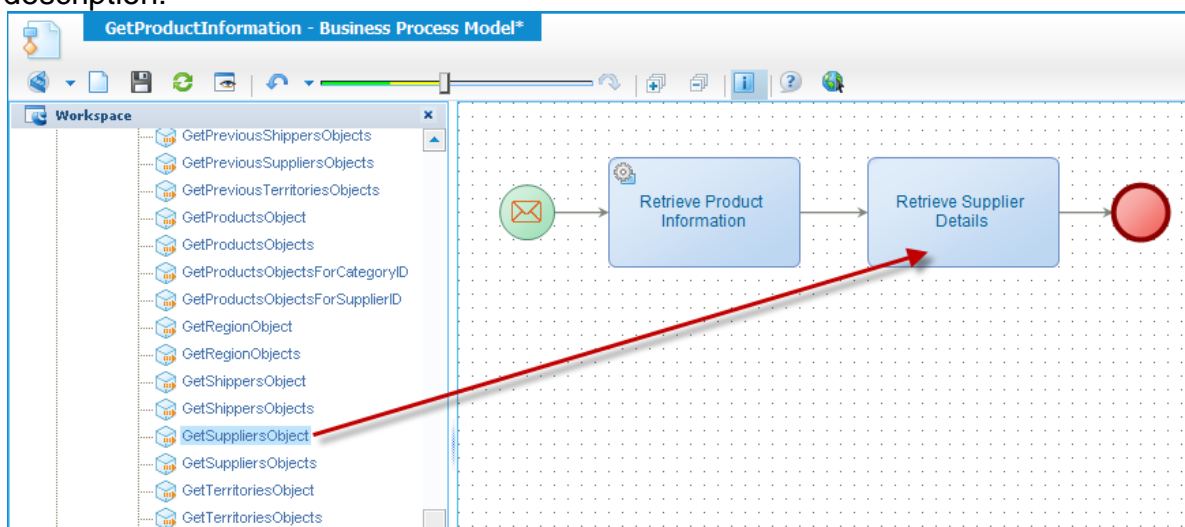 description.
GetProductInformation - Business Process Model*
Workspace
GetPreviousShippersObjects
GetPreviousSuppliersObjects
GetPreviousTerritoriesObjects
GetProductsObject
GetProductsObjects
GetProductsObjectsForCategoryID
GetProductsObjectsForSupplierID
GetRegionObject
GetRegionObjects
GetShippersObject
GetShippersObjects
GetSuppliersObject
GetSuppliersObjects
GetTerritoriesObject
GetTerritoriesObjects
Retrieve Product
Information
Retrieve Supplier
Details